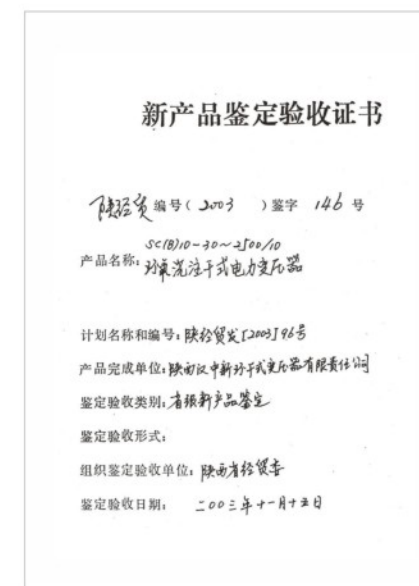 新产品鉴定验收证书
陕经贸编号(2003 )鉴字 146 号
SC(B)10-30~2500/10
产品名称:环氧浇注干式电力变压器
计划名称和编号:陕经贸发[2003]96号
产品完成单位:陕西汉中新环干式变压器有限责任公司
鉴定验收类别:省级新产品鉴定
鉴定验收形式:
组织鉴定验收单位:陕西省经贸委
鉴定验收日期: 二00三年十一月十五日